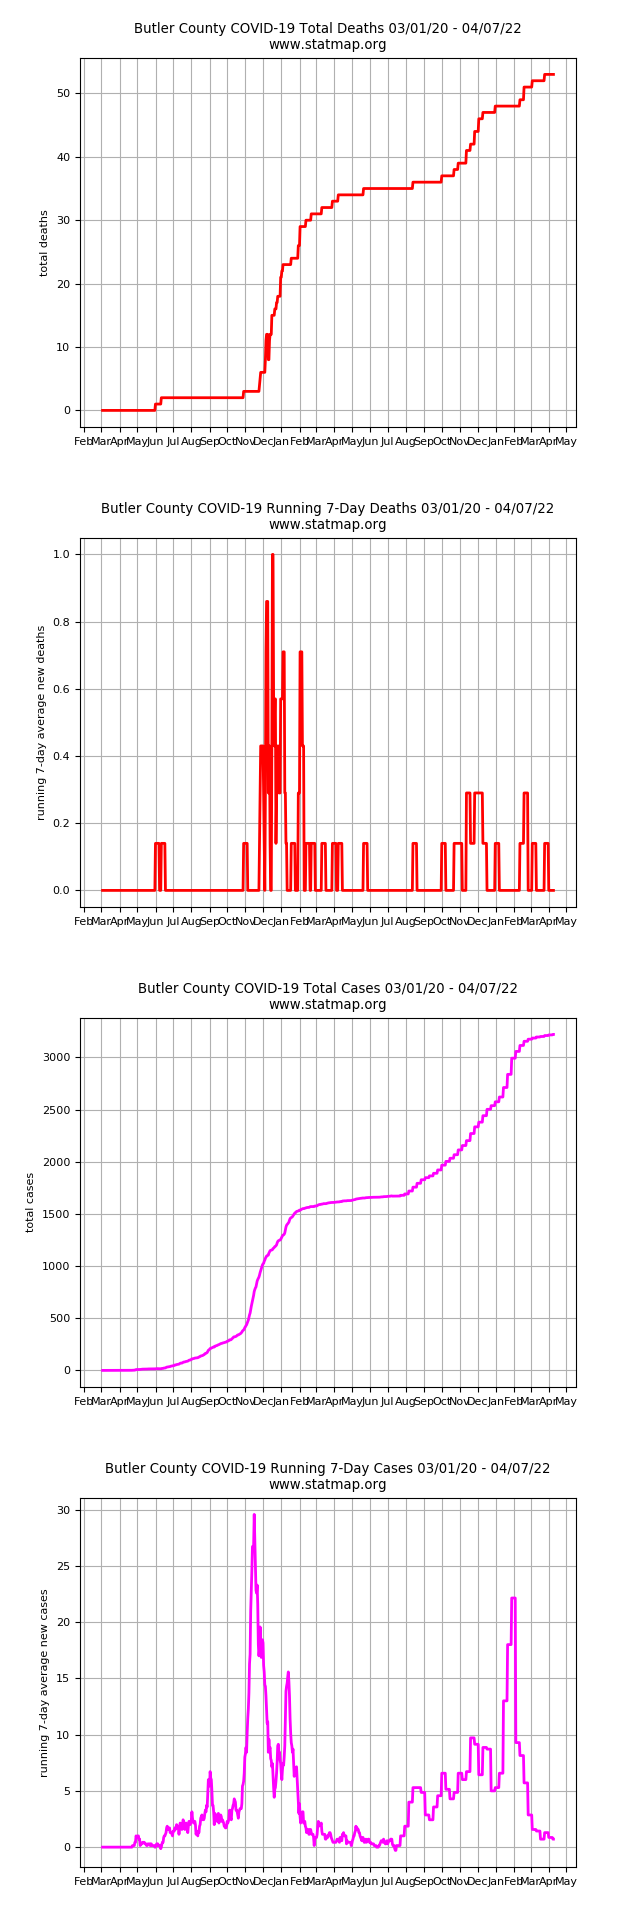 Butler County COVID-19 Total Deaths 03/01/20 - 04/07/22
www.statmap.org
total deaths
50
40
30
20
10
0
Feb Mar Apr May Jun Jul Aug Sep Oct Nov Dec Jan Feb Mar Apr May Jun Jul Aug Sep Oct Nov Dec Jan Feb Mar Apr May
Butler County COVID-19 Running 7-Day Deaths 03/01/20 - 04/07/22
www.statmap.org
running 7-day average new deaths
1.0
0.8
0.6
0.4
0.2
0.0
Feb Mar Apr May Jun Jul Aug Sep Oct Nov Dec Jan Feb Mar Apr May Jun Jul Aug Sep Oct Nov Dec Jan Feb Mar Apr May
Butler County COVID-19 Total Cases 03/01/20 - 04/07/22
www.statmap.org
total cases
3000
2500
2000
1500
1000
500
0
Feb Mar Apr May Jun Jul Aug Sep Oct Nov Dec Jan Feb Mar Apr May Jun Jul Aug Sep Oct Nov Dec Jan Feb Mar Apr May
Butler County COVID-19 Running 7-Day Cases 03/01/20 - 04/07/22
www.statmap.org
running 7-day average new cases
30
25
20
15
10
5
0
Feb Mar Apr May Jun Jul Aug Sep Oct Nov Dec Jan Feb Mar Apr May Jun Jul Aug Sep Oct Nov Dec Jan Feb Mar Apr May